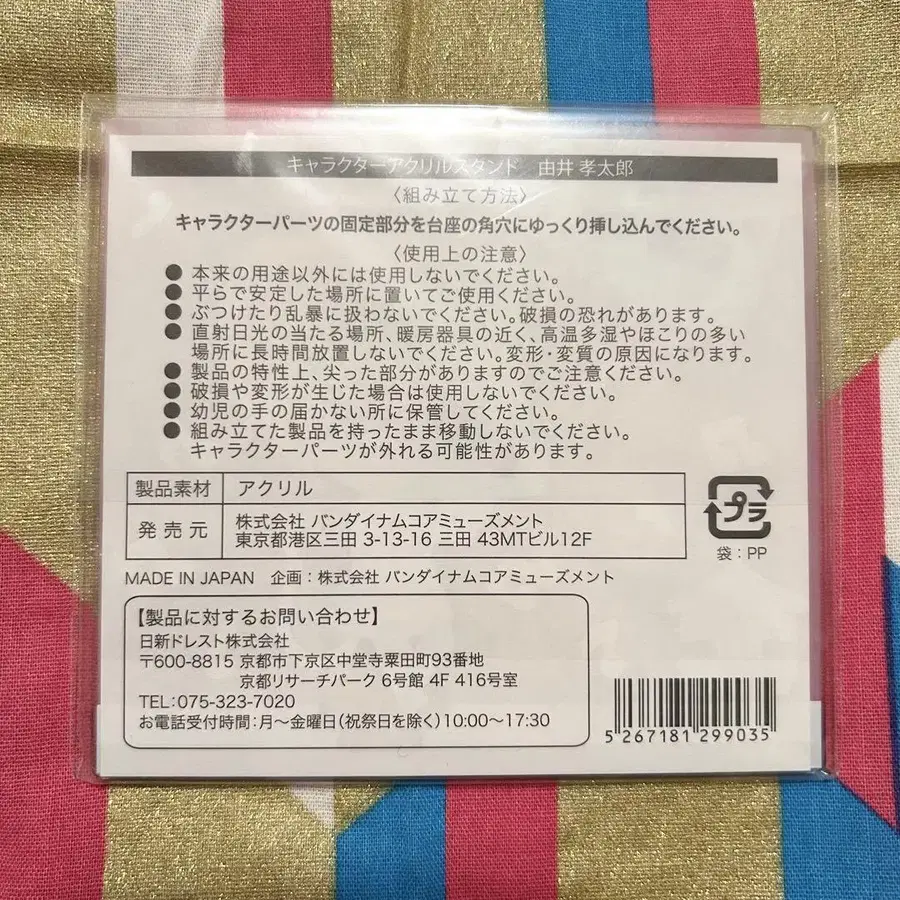 キャラクターアクリルスタンド　由井 孝太郎
〈組み立て方法〉
キャラクターパーツの固定部分を台座の角穴にゆっくり挿し込んでください。
〈使用上の注意〉
● 本来の用途以外には使用しないでください。
● 平らで安定した場所に置いてご使用ください。
● ぶつけたり乱暴に扱わないでください。破損の恐れがあります。
● 直射日光の当たる場所、暖房器具の近く、高温多湿やほこりの多い
場所に長時間放置しないでください。変形・変質の原因になります。
● 製品の特性上、尖った部分がありますのでご注意ください。
● 破損や変形が生じた場合は使用しないでください。
● 幼児の手の届かない所に保管してください。
● 組み立てた製品を持ったまま移動しないでください。
キャラクターパーツが外れる可能性があります。
製品素材 アクリル
発売元 株式会社 バンダイナムコアミューズメント
東京都港区三田 3-13-16 三田 43MTビル12F
プラ
袋：PP
MADE IN JAPAN　企画：株式会社 バンダイナムコアミューズメント
【製品に対するお問い合わせ】
日新ドレスト株式会社
〒600-8815 京都市下京区中堂寺粟田町93番地
京都リサーチパーク 6号館 4F 416号室
TEL：075-323-7020
お電話受付時間：月～金曜日（祝祭日を除く）10:00～17:30
5 267181 299035